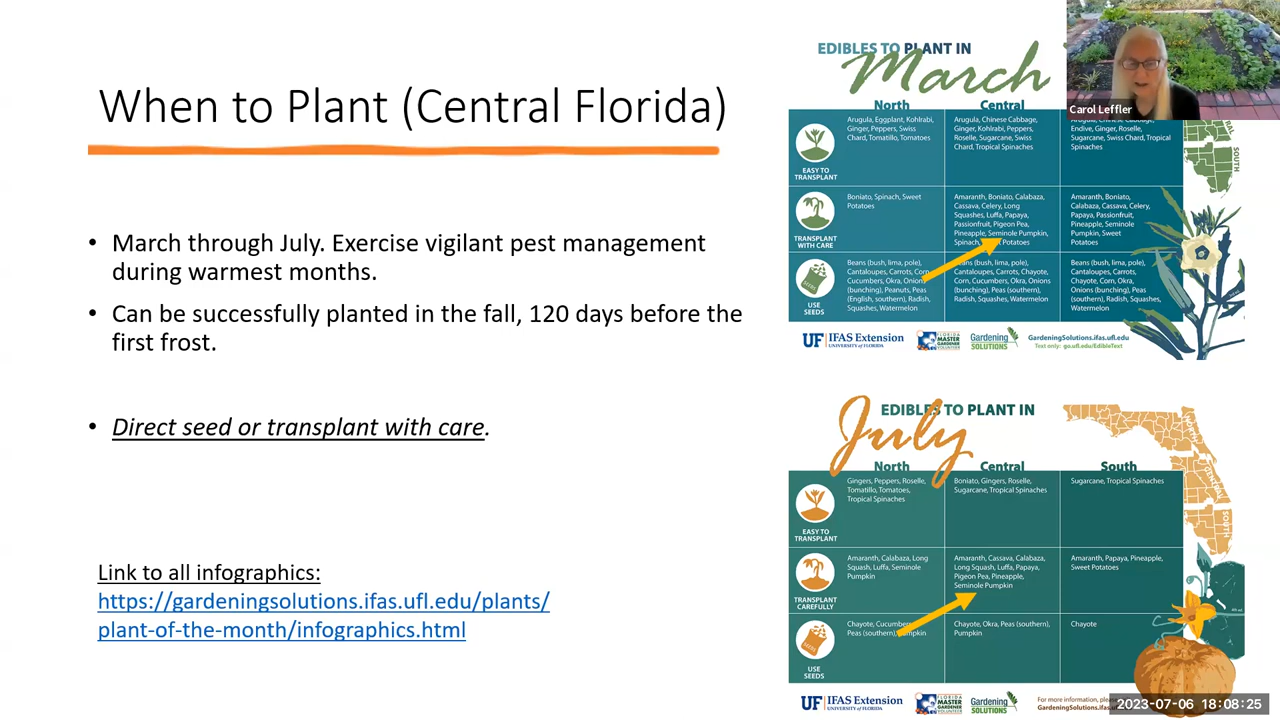 When to Plant (Central Florida)
• March through July. Exercise vigilant pest management
during warmest months.
• Can be successfully planted in the fall, 120 days before the
first frost.
• Direct seed or transplant with care.
Link to all infographics:
https://gardeningsolutions.ifas.ufl.edu/plants/
plant-of-the-month/infographics.html
EDIBLES TO PLANT IN
March
North Central
EASY TO
TRANSPLANT
Arugula, Eggplant, Kohlrabi,
Ginger, Peppers, Swiss
Chard, Tomatillo, Tomatoes
Arugula, Chinese Cabbage,
Ginger, Kohlrabi, Peppers,
Roselle, Sugarcane, Swiss
Chard, Tropical Spinaches
Arugula, Chinese Cabbage,
Endive, Ginger, Roselle,
Sugarcane, Swiss Chard, Tropical
Spinaches
TRANSPLANT
WITH CARE
Boniato, Spinach, Sweet
Potatoes
Amaranth, Boniato, Calabaza,
Cassava, Celery, Long
Squashes, Luffa, Papaya,
Passionfruit, Pigeon Pea,
Pineapple, Seminole Pumpkin,
Spinach, Potatoes
Amaranth, Boniato,
Calabaza, Cassava, Celery,
Papaya, Passionfruit,
Pineapple, Seminole
Pumpkin, Sweet
Potatoes
USE
SEEDS
Beans (bush, lima, pole),
Cantaloupes, Carrots, Corn,
Cucumbers, Okra, Onions
(bunching), Peanuts, Peas
(English, southern), Radish,
Squashes, Watermelon
Beans (bush, lima, pole),
Cantaloupes, Carrots, Chayote,
Corn, Cucumbers, Okra, Onions
(bunching), Peas (southern),
Radish, Squashes, Watermelon
Beans (bush, lima, pole),
Cantaloupes, Carrots,
Chayote, Corn, Okra,
Onions (bunching), Peas
(southern), Radish, Squashes,
Watermelon
SOUTH
UF IFAS Extension
UNIVERSITY of FLORIDA
FLORIDA
MASTER
GARDENER
VOLUNTEER
Gardening
SOLUTIONS
GardeningSolutions.ifas.ufl.edu
Text only: go.ufl.edu/EdibleText
Carol Leffler
EDIBLES TO PLANT IN
July
North Central South
EASY TO
TRANSPLANT
Gingers, Peppers, Roselle,
Tomatillo, Tomatoes,
Tropical Spinaches
Boniato, Gingers, Roselle,
Sugarcane, Tropical Spinaches
Sugarcane, Tropical Spinaches
TRANSPLANT
CAREFULLY
Amaranth, Calabaza, Long
Squash, Luffa, Seminole
Pumpkin
Amaranth, Cassava, Calabaza,
Long Squash, Luffa, Papaya,
Pigeon Pea, Pineapple,
Seminole Pumpkin
Amaranth, Papaya, Pineapple,
Sweet Potatoes
USE
SEEDS
Chayote, Cucumbers,
Peas (southern), Pumpkin
Chayote, Okra, Peas (southern),
Pumpkin
Chayote
NORTH
CENTRAL
SOUTH
UF IFAS Extension
UNIVERSITY of FLORIDA
FLORIDA
MASTER
GARDENER
VOLUNTEER
Gardening
SOLUTIONS
For more information,
GardeningSolutions.ifas.
2023-07-06 18:08:25